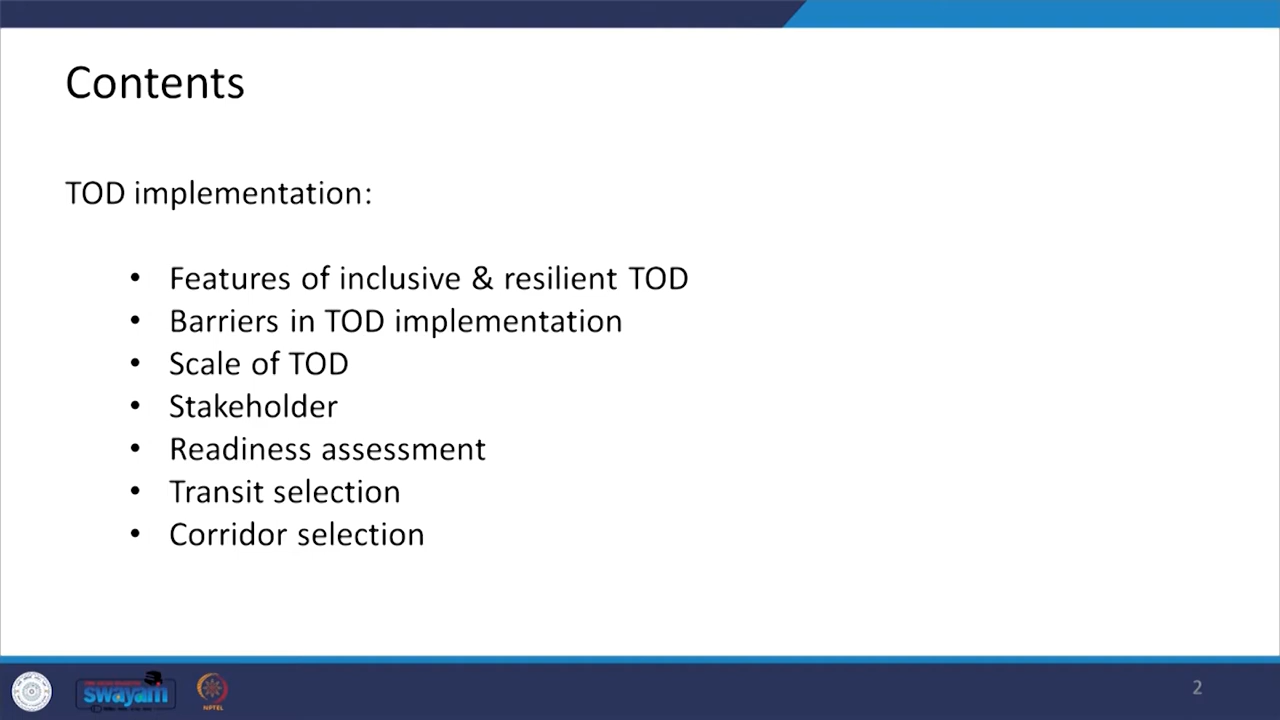 Contents
TOD implementation:
• Features of inclusive & resilient TOD
• Barriers in TOD implementation
• Scale of TOD
• Stakeholder
• Readiness assessment
• Transit selection
• Corridor selection
swayam
NPTEL
2